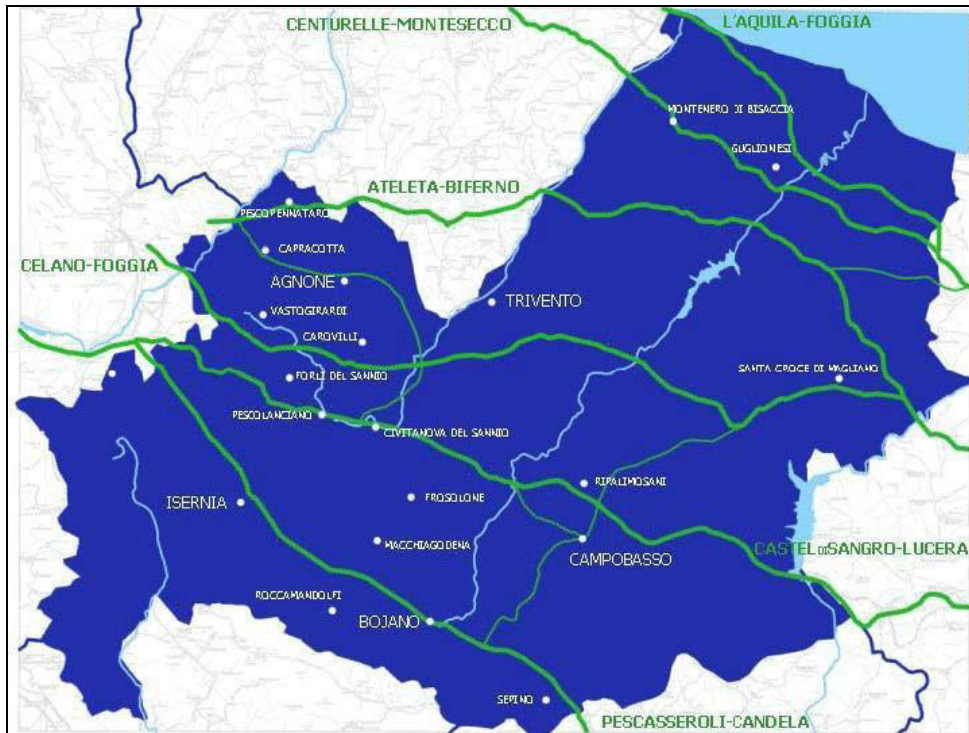 CENTURELLE-MONTESECCO
L'AQUILA-FOGGIA
MONTENERO DI BISACCIA
GUGLIONESI
ATELETA-BIFERNO
PESCOPENNATARO
CAPRACOTTA
CELANO-FOGGIA
AGNONE
TRIVENTO
VASTOGIRARDI
CAROVILLI
SANTA CROCE DI MAGLIANO
FORLI DEL SANNIO
PESCOLANCIANO
CIVITANOVA DEL SANNIO
RIPALIMOSANI
ISERNIA
FROSOLONE
MACCHIAGODENA
CAMPOBASSO
CASTEL DI SANGRO-LUCERA
ROCCAMANDOLFI
BOJANO
SEPINO
PESCASSEROLI-CANDELA